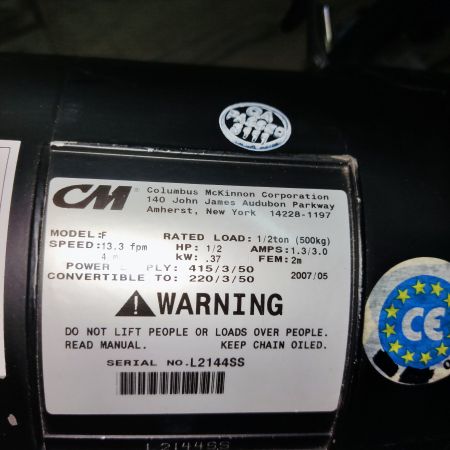 QA
PASSED
CM
Columbus McKinnon Corporation
140 John James Audubon Parkway
Amherst, New York 14228-1197
MODEL: F RATED LOAD: 1/2ton (500kg)
SPEED: 13.3 fpm HP: 1/2 AMPS: 1.3/3.0
4 kW: .37 FEM: 2m
POWER PLY: 415/3/50 2007/05
CONVERTIBLE TO: 220/3/50
WARNING
DO NOT LIFT PEOPLE OR LOADS OVER PEOPLE.
READ MANUAL. KEEP CHAIN OILED.
SERIAL NO. L2144SS
CE
L2144SS